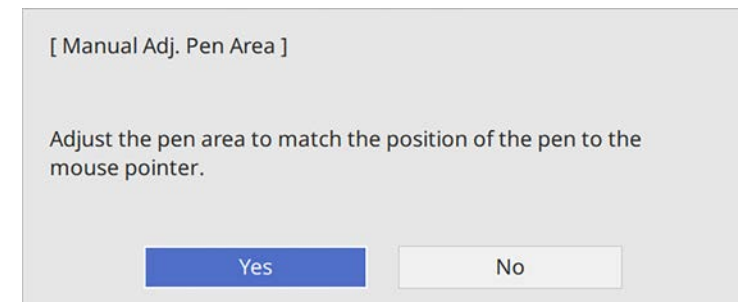 [ Manual Adj. Pen Area ]
Adjust the pen area to match the position of the pen to the
mouse pointer.
Yes
No